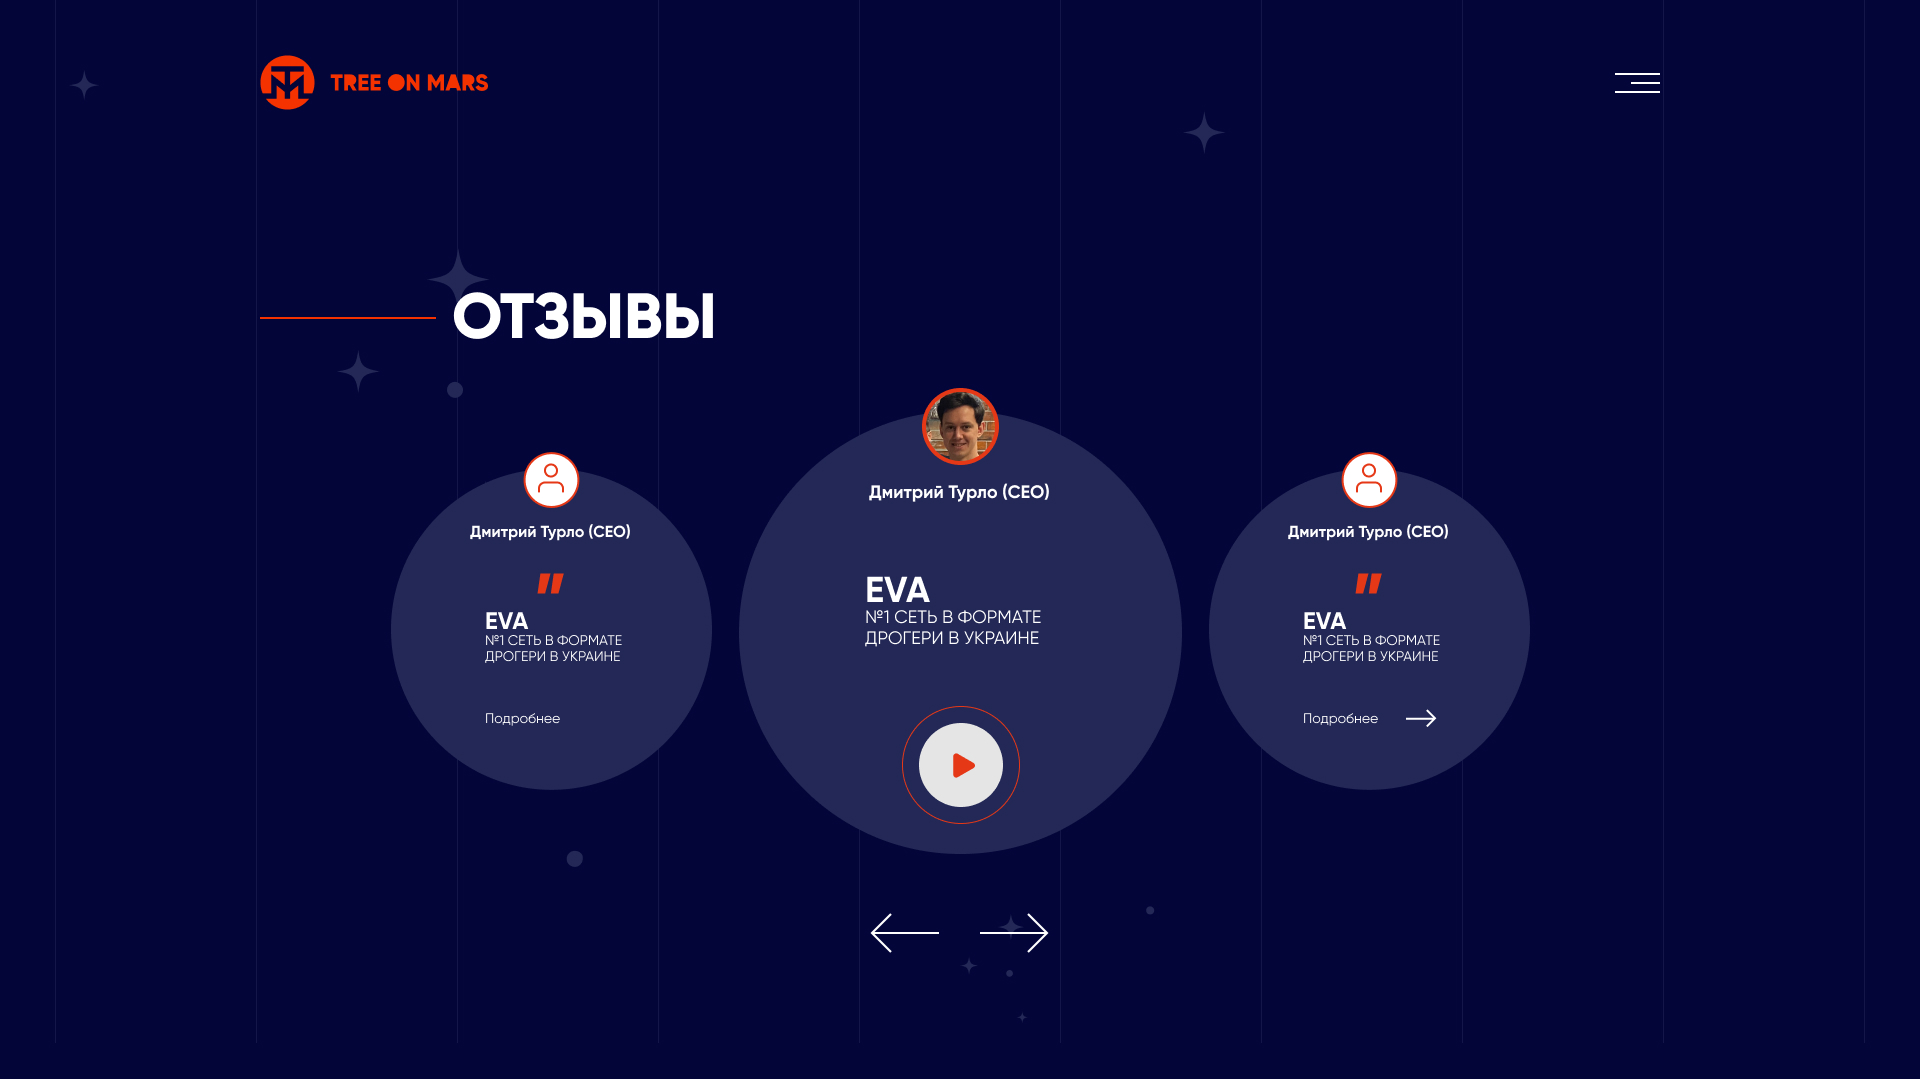 TREE ON MARS
ОТЗЫВЫ
Дмитрий Турло (CEO)
EVA
№1 СЕТЬ В ФОРМАТЕ
ДРОГЕРИ В УКРАИНЕ
Подробнее
Дмитрий Турло (CEO)
EVA
№1 СЕТЬ В ФОРМАТЕ
ДРОГЕРИ В УКРАИНЕ
Дмитрий Турло (CEO)
EVA
№1 СЕТЬ В ФОРМАТЕ
ДРОГЕРИ В УКРАИНЕ
Подробнее